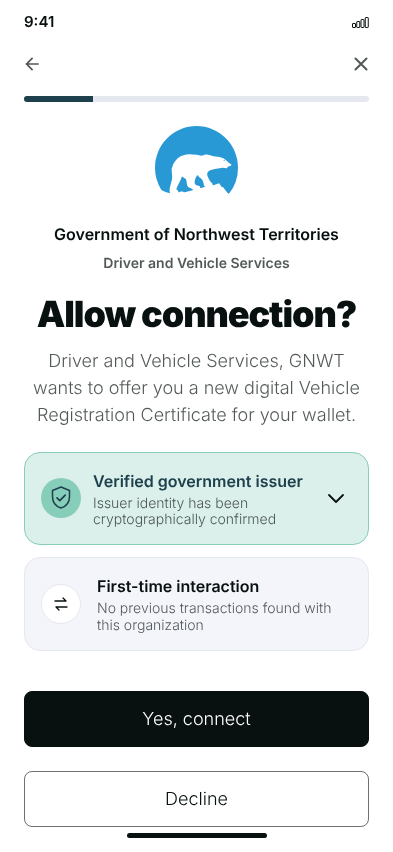 9:41
Government of Northwest Territories
Driver and Vehicle Services
Allow connection?
Driver and Vehicle Services, GNWT
wants to offer you a new digital Vehicle
Registration Certificate for your wallet.
Verified government issuer
Issuer identity has been
cryptographically confirmed
First-time interaction
No previous transactions found with
this organization
Yes, connect
Decline